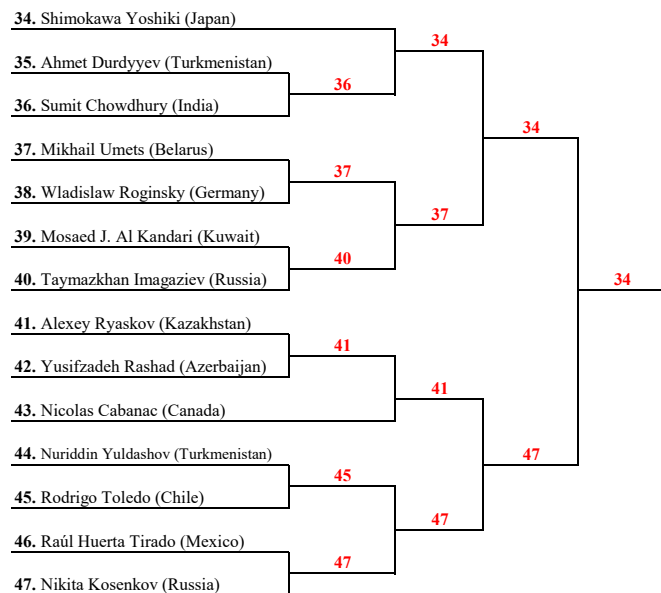 34. Shimokawa Yoshiki (Japan)
34
35. Ahmet Durdyyev (Turkmenistan)
36
36. Sumit Chowdhury (India)
34
37. Mikhail Umets (Belarus)
37
38. Wladislaw Roginsky (Germany)
37
39. Mosaed J. Al Kandari (Kuwait)
40
40. Taymazkhan Imagaziev (Russia)
34
41. Alexey Ryaskov (Kazakhstan)
41
42. Yusifzadeh Rashad (Azerbaijan)
41
43. Nicolas Cabanac (Canada)
44. Nuriddin Yuldashov (Turkmenistan)
47
45
45. Rodrigo Toledo (Chile)
47
46. Raúl Huerta Tirado (Mexico)
47
47. Nikita Kosenkov (Russia)